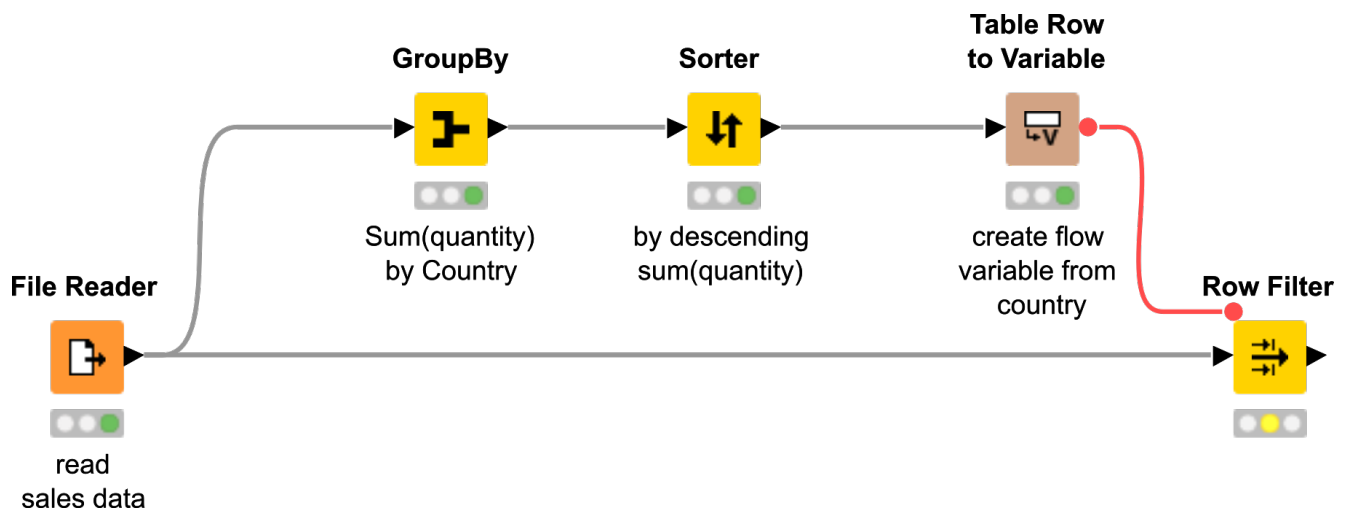 GroupBy
Sum(quantity)
by Country
Sorter
by descending
sum(quantity)
Table Row
to Variable
V
create flow
variable from
country
File Reader
read
sales data
Row Filter